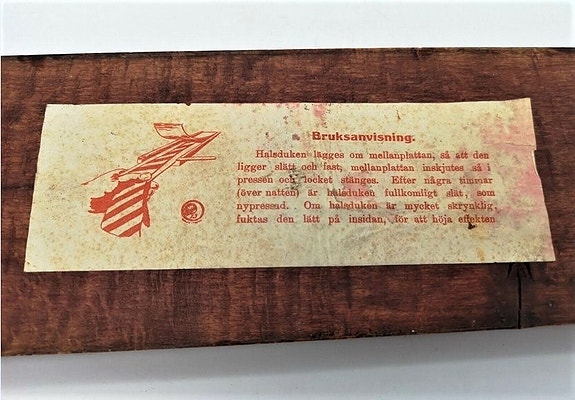 Bruksanvisning.
Halsduken lägges om mellanplattan, så att den
ligger slätt och fast, mellanplattan inskjutes så i
pressen och locket stänges. Efter några timmar
(över natten) är halsduken fullkomligt slät, som
nypressad. Om halsduken är mycket skrynklig,
fuktas den lätt på insidan, för att höja effekten